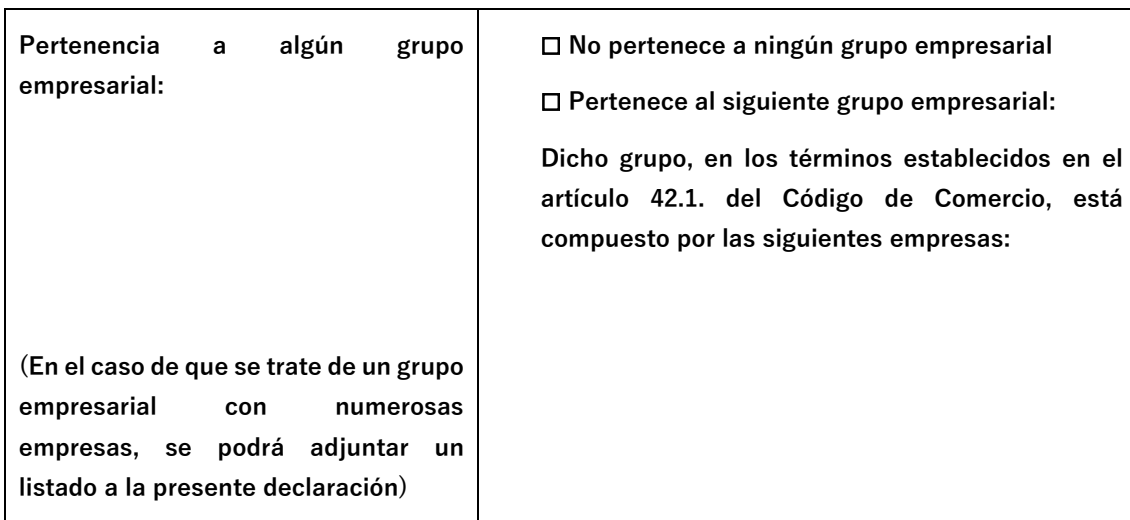 Pertenencia a algún grupo
empresarial:
(En el caso de que se trate de un grupo
empresarial con numerosas
empresas, se podrá adjuntar un
listado a la presente declaración)
☐ No pertenece a ningún grupo empresarial
☐ Pertenece al siguiente grupo empresarial:
Dicho grupo, en los términos establecidos en el
artículo 42.1. del Código de Comercio, está
compuesto por las siguientes empresas: